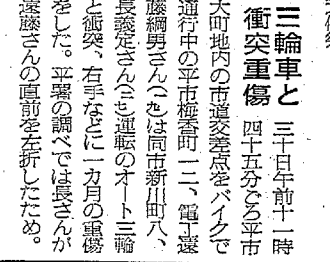 三輪車と
衝突重傷
三十日午前十一時
四十五分ごろ平市
大町地内の市道交差点をバイクで
通行中の平市梅香町一二、電工遠
藤綱男さん(一九)は同市新川町八、
長義定さん(三七)運転のオート三輪
と衝突、右手などに一カ月の重傷
をした。平署の調べでは長さんが
遠藤さんの直前を左折したため。